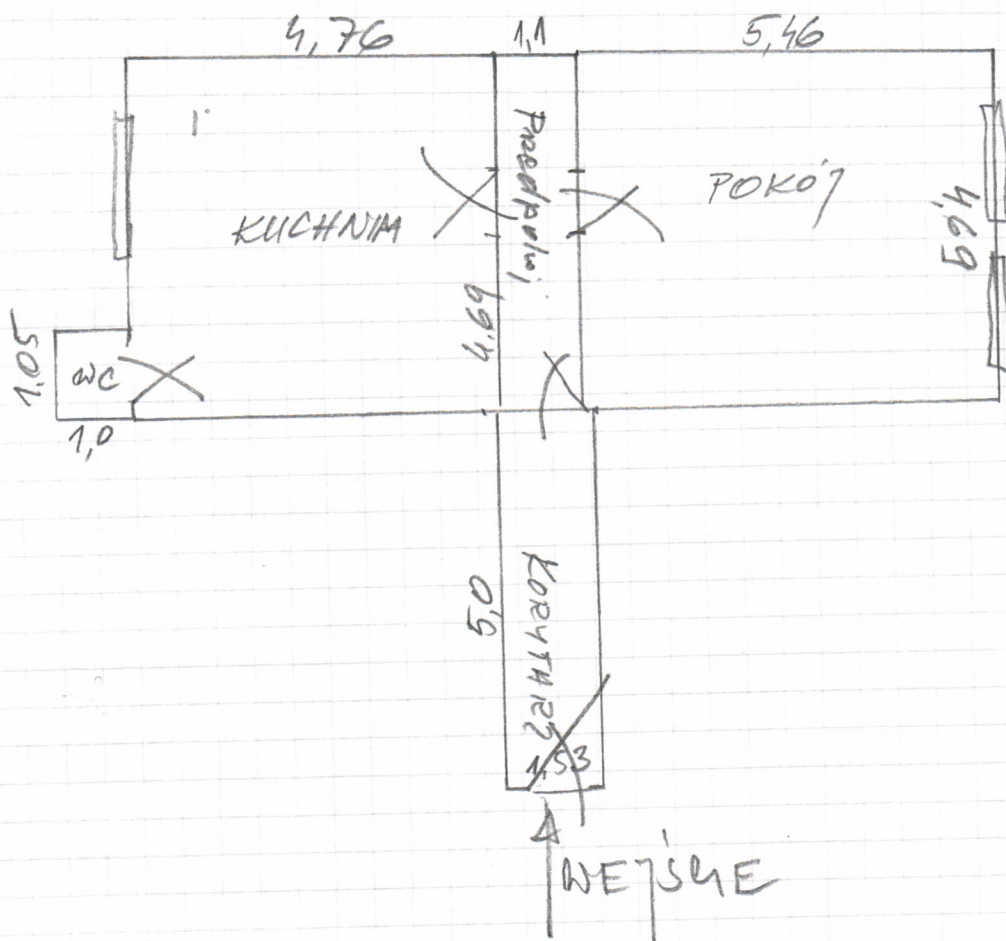 4,76
1,1
5,46
Przedpokój
KUCHNIA
POKÓJ
4,69
4,69
1,05
WC
1,0
5,0
KORYTARZ
1,53
WEJŚCIE